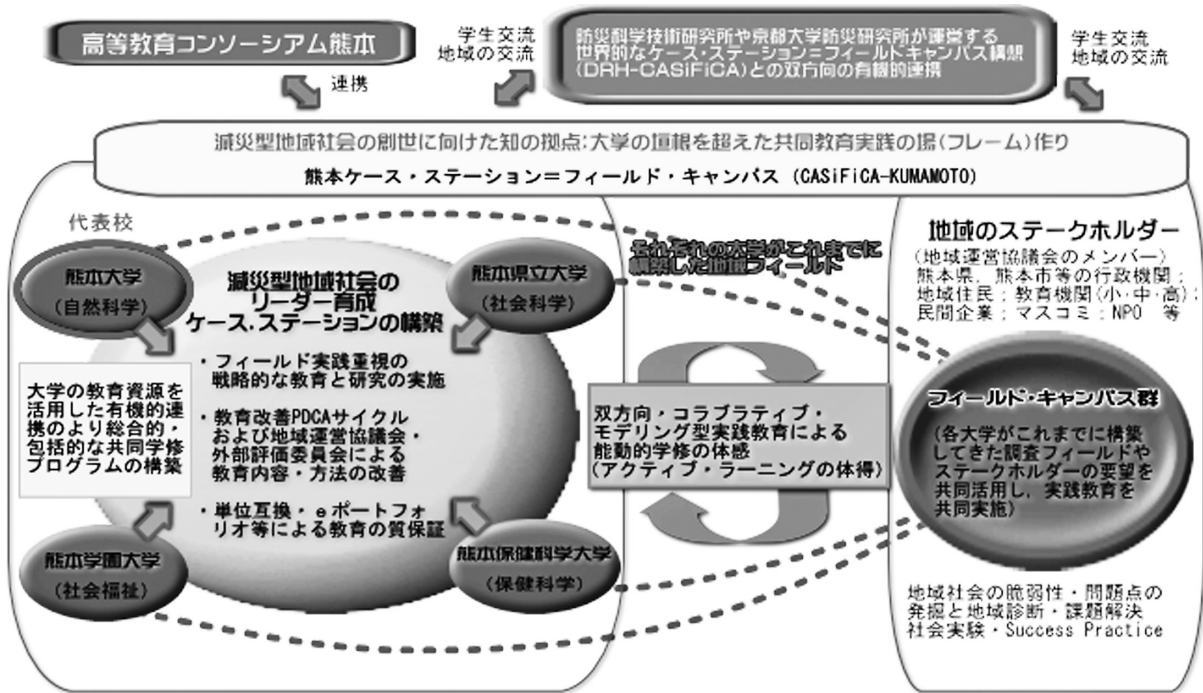 高等教育コンソーシアム熊本
連携
学生交流
地域の交流
防災科学技術研究所や京都大学防災研究所が運営する
世界的なケース・ステーション＝フィールドキャンパス構想
(DRH-CASiFiCA)との双方向の有機的連携
学生交流
地域の交流
減災型地域社会の創世に向けた知の拠点：大学の垣根を超えた共同教育実践の場(フレーム)作り
熊本ケース・ステーション＝フィールド・キャンパス (CASiFiCA-KUMAMOTO)
代表校
熊本大学
(自然科学)
熊本県立大学
(社会科学)
減災型地域社会の
リーダー育成
ケース.ステーションの構築
・フィールド実践重視の
戦略的な教育と研究の実施
・教育改善PDCAサイクル
および地域運営協議会・
外部評価委員会による
教育内容・方法の改善
・単位互換・eポートフォ
リオ等による教育の質保証
大学の教育資源を
活用した有機的連
携のより総合的・
包括的な共同学修
プログラムの構築
熊本学園大学
(社会福祉)
熊本保健科学大学
(保健科学)
それぞれの大学がこれまでに
構築した地域フィールド
双方向・コラブラティブ・
モデリング型実践教育による
能動的学修の体感
(アクティブ・ラーニングの体得)
地域のステークホルダー
(地域運営協議会のメンバー)
熊本県，熊本市等の行政機関；
地域住民；教育機関(小・中・高)；
民間企業；マスコミ；NPO 等
フィールド・キャンパス群
(各大学がこれまでに構築
してきた調査フィールドや
ステークホルダーの要望を
共同活用し，実践教育を
共同実施)
地域社会の脆弱性・問題点の
発掘と地域診断・課題解決
社会実験・Success Practice